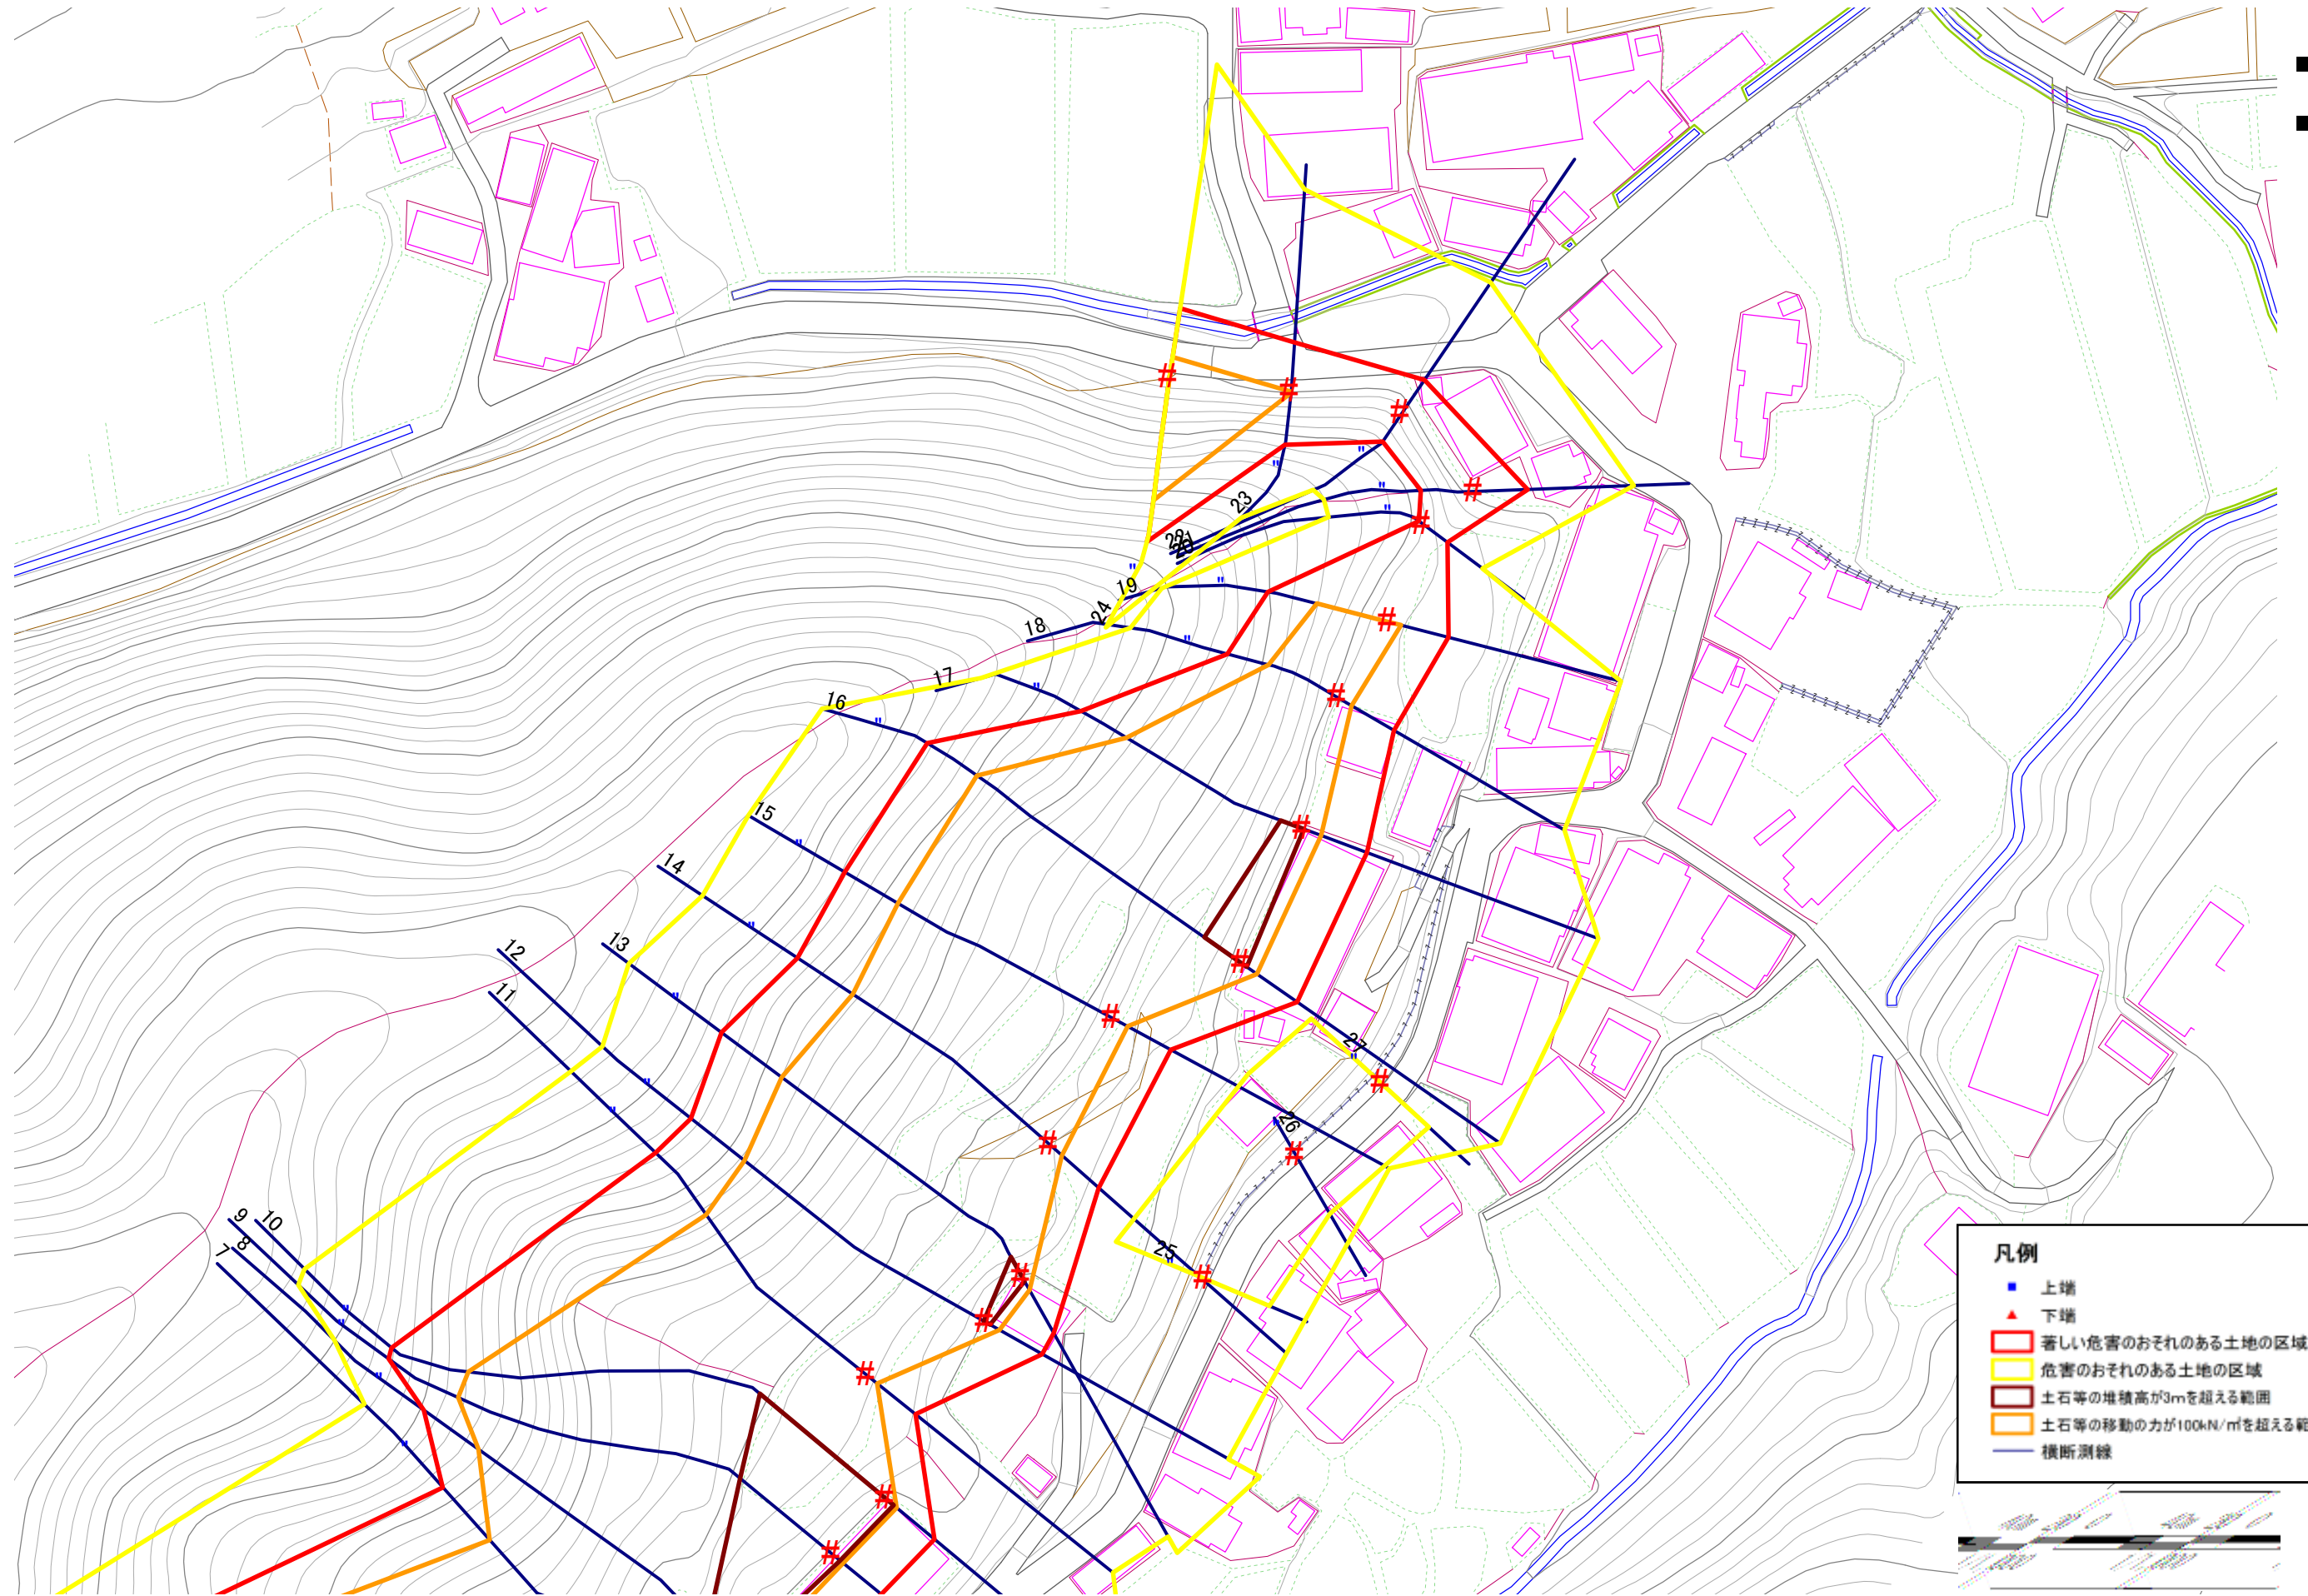 23
22
21
20
19
24
18
17
16
15
14
13
12
11
10
9
8
7
27
26
25
凡例
上端
下端
著しい危害のおそれのある土地の区域
危害のおそれのある土地の区域
土石等の堆積高が3mを超える範囲
土石等の移動の力が100kN/㎡を超える範
横断測線